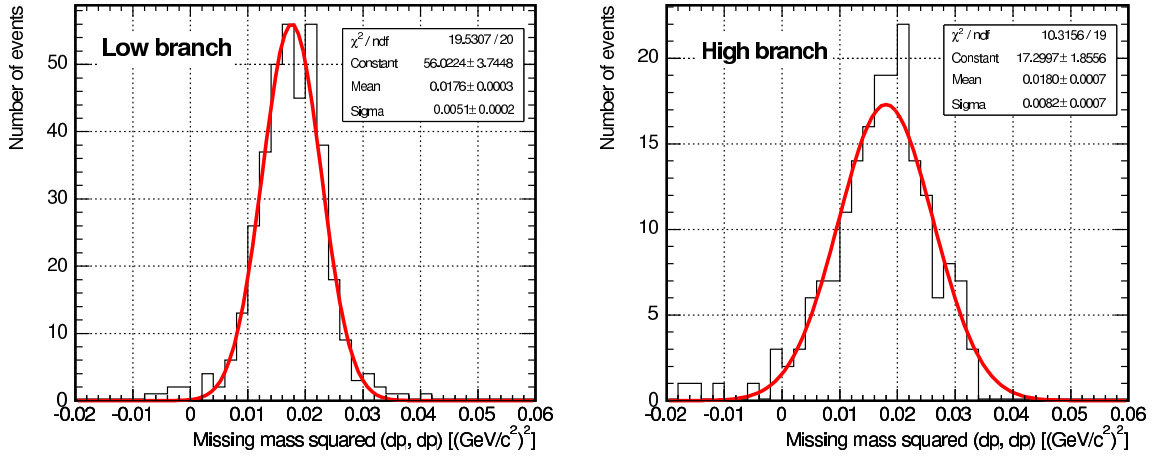 Number of events
Low branch
χ² / ndf 19.5307 / 20
Constant 56.0224± 3.7448
Mean 0.0176± 0.0003
Sigma 0.0051± 0.0002
50
40
30
20
10
0
-0.02 -0.01 0 0.01 0.02 0.03 0.04 0.05 0.06
Missing mass squared (dp, dp) [(GeV/c²)²]
Number of events
High branch
χ² / ndf 10.3156 / 19
Constant 17.2997± 1.8556
Mean 0.0180± 0.0007
Sigma 0.0082± 0.0007
20
15
10
5
0
-0.02 -0.01 0 0.01 0.02 0.03 0.04 0.05 0.06
Missing mass squared (dp, dp) [(GeV/c²)²]